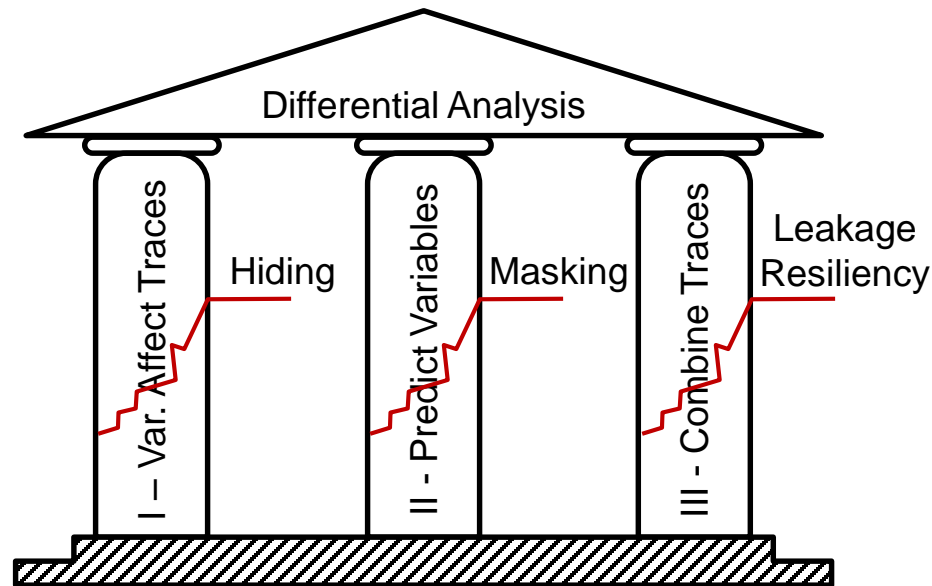 Differential Analysis
I – Var. Affect Traces
Hiding
II - Predict Variables
Masking
III - Combine Traces
Leakage
Resiliency